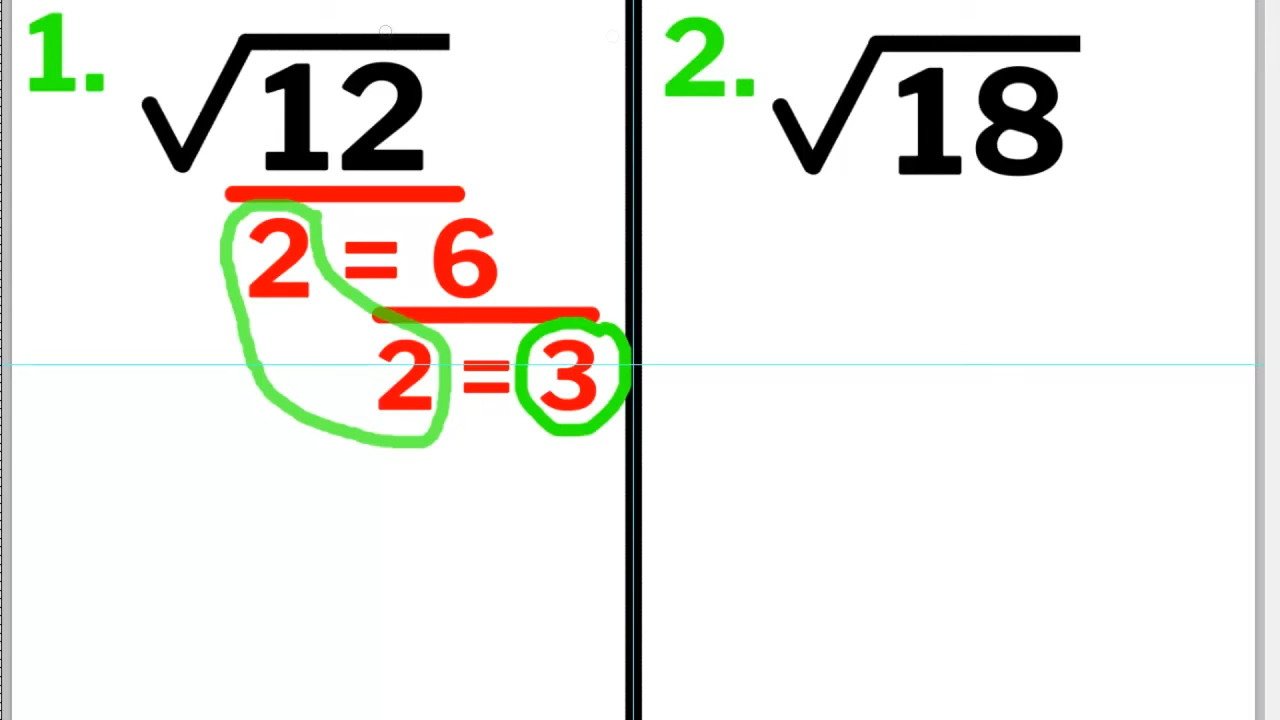 1.
√12
2 = 6
2 = 3
2.
√18